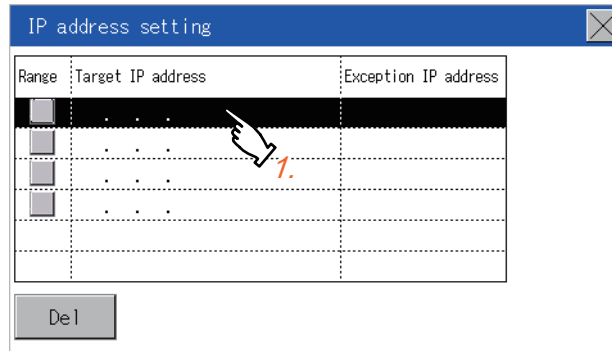 IP address setting
Range Target IP address Exception IP address
. . .
. . .
. . .
. . .
1.
Del